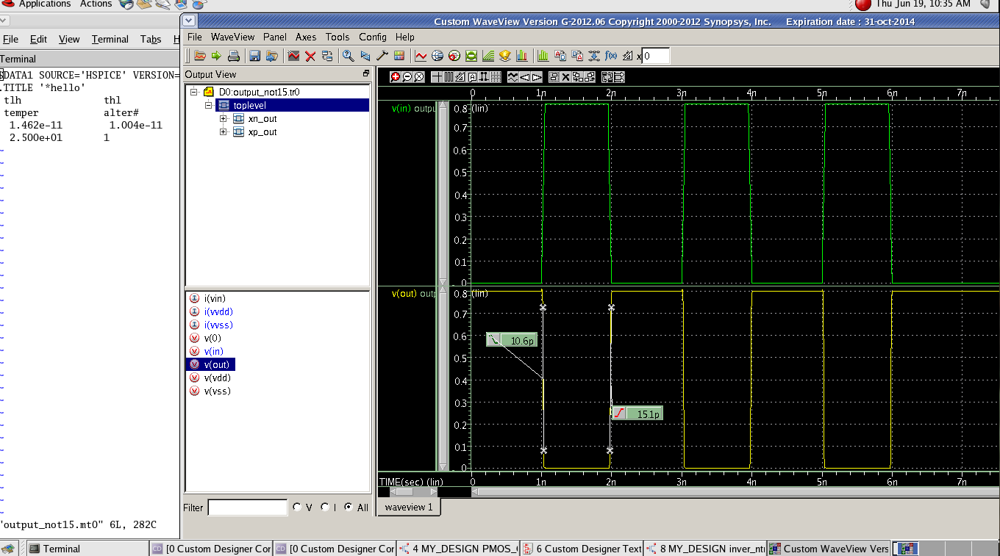 Applications Actions Thu Jun 19, 10:35 AM
Custom WaveView Version G-2012.06 Copyright 2000-2012 Synopsys, Inc. Expiration date : 31-oct-2014
File Edit View Terminal Tabs H
File WaveView Panel Axes Tools Config Help
Terminal
x 0
$DATA1 SOURCE='HSPICE' VERSION=
.TITLE '*hello'
tlh thl
temper alter#
1.462e-11 1.004e-11
2.500e+01 1
~
"output_not15.mt0" 6L, 282C
Output View
D0:output_not15.tr0
toplevel
xn_out
xp_out
i(vin)
i(vvdd)
i(vvss)
v(0)
v(in)
v(out)
v(vdd)
v(vss)
Filter V I All
0 1n 2n 3n 4n 5n 6n 7n
v(in) outpu
(lin)
0.8
0.7
0.6
0.5
0.4
0.3
0.2
0.1
0
v(out) outp
(lin)
0.8
0.7
0.6
0.5
0.4
0.3
0.2
0.1
0
10.6p
15.1p
TIME(sec) (lin) 0 1n 2n 3n 4n 5n 6n 7n
waveview 1
Terminal
[0 Custom Designer Cor
[0 Custom Designer Cor
4 MY_DESIGN PMOS_
6 Custom Designer Text
8 MY_DESIGN inver_nt
Custom WaveView Vers